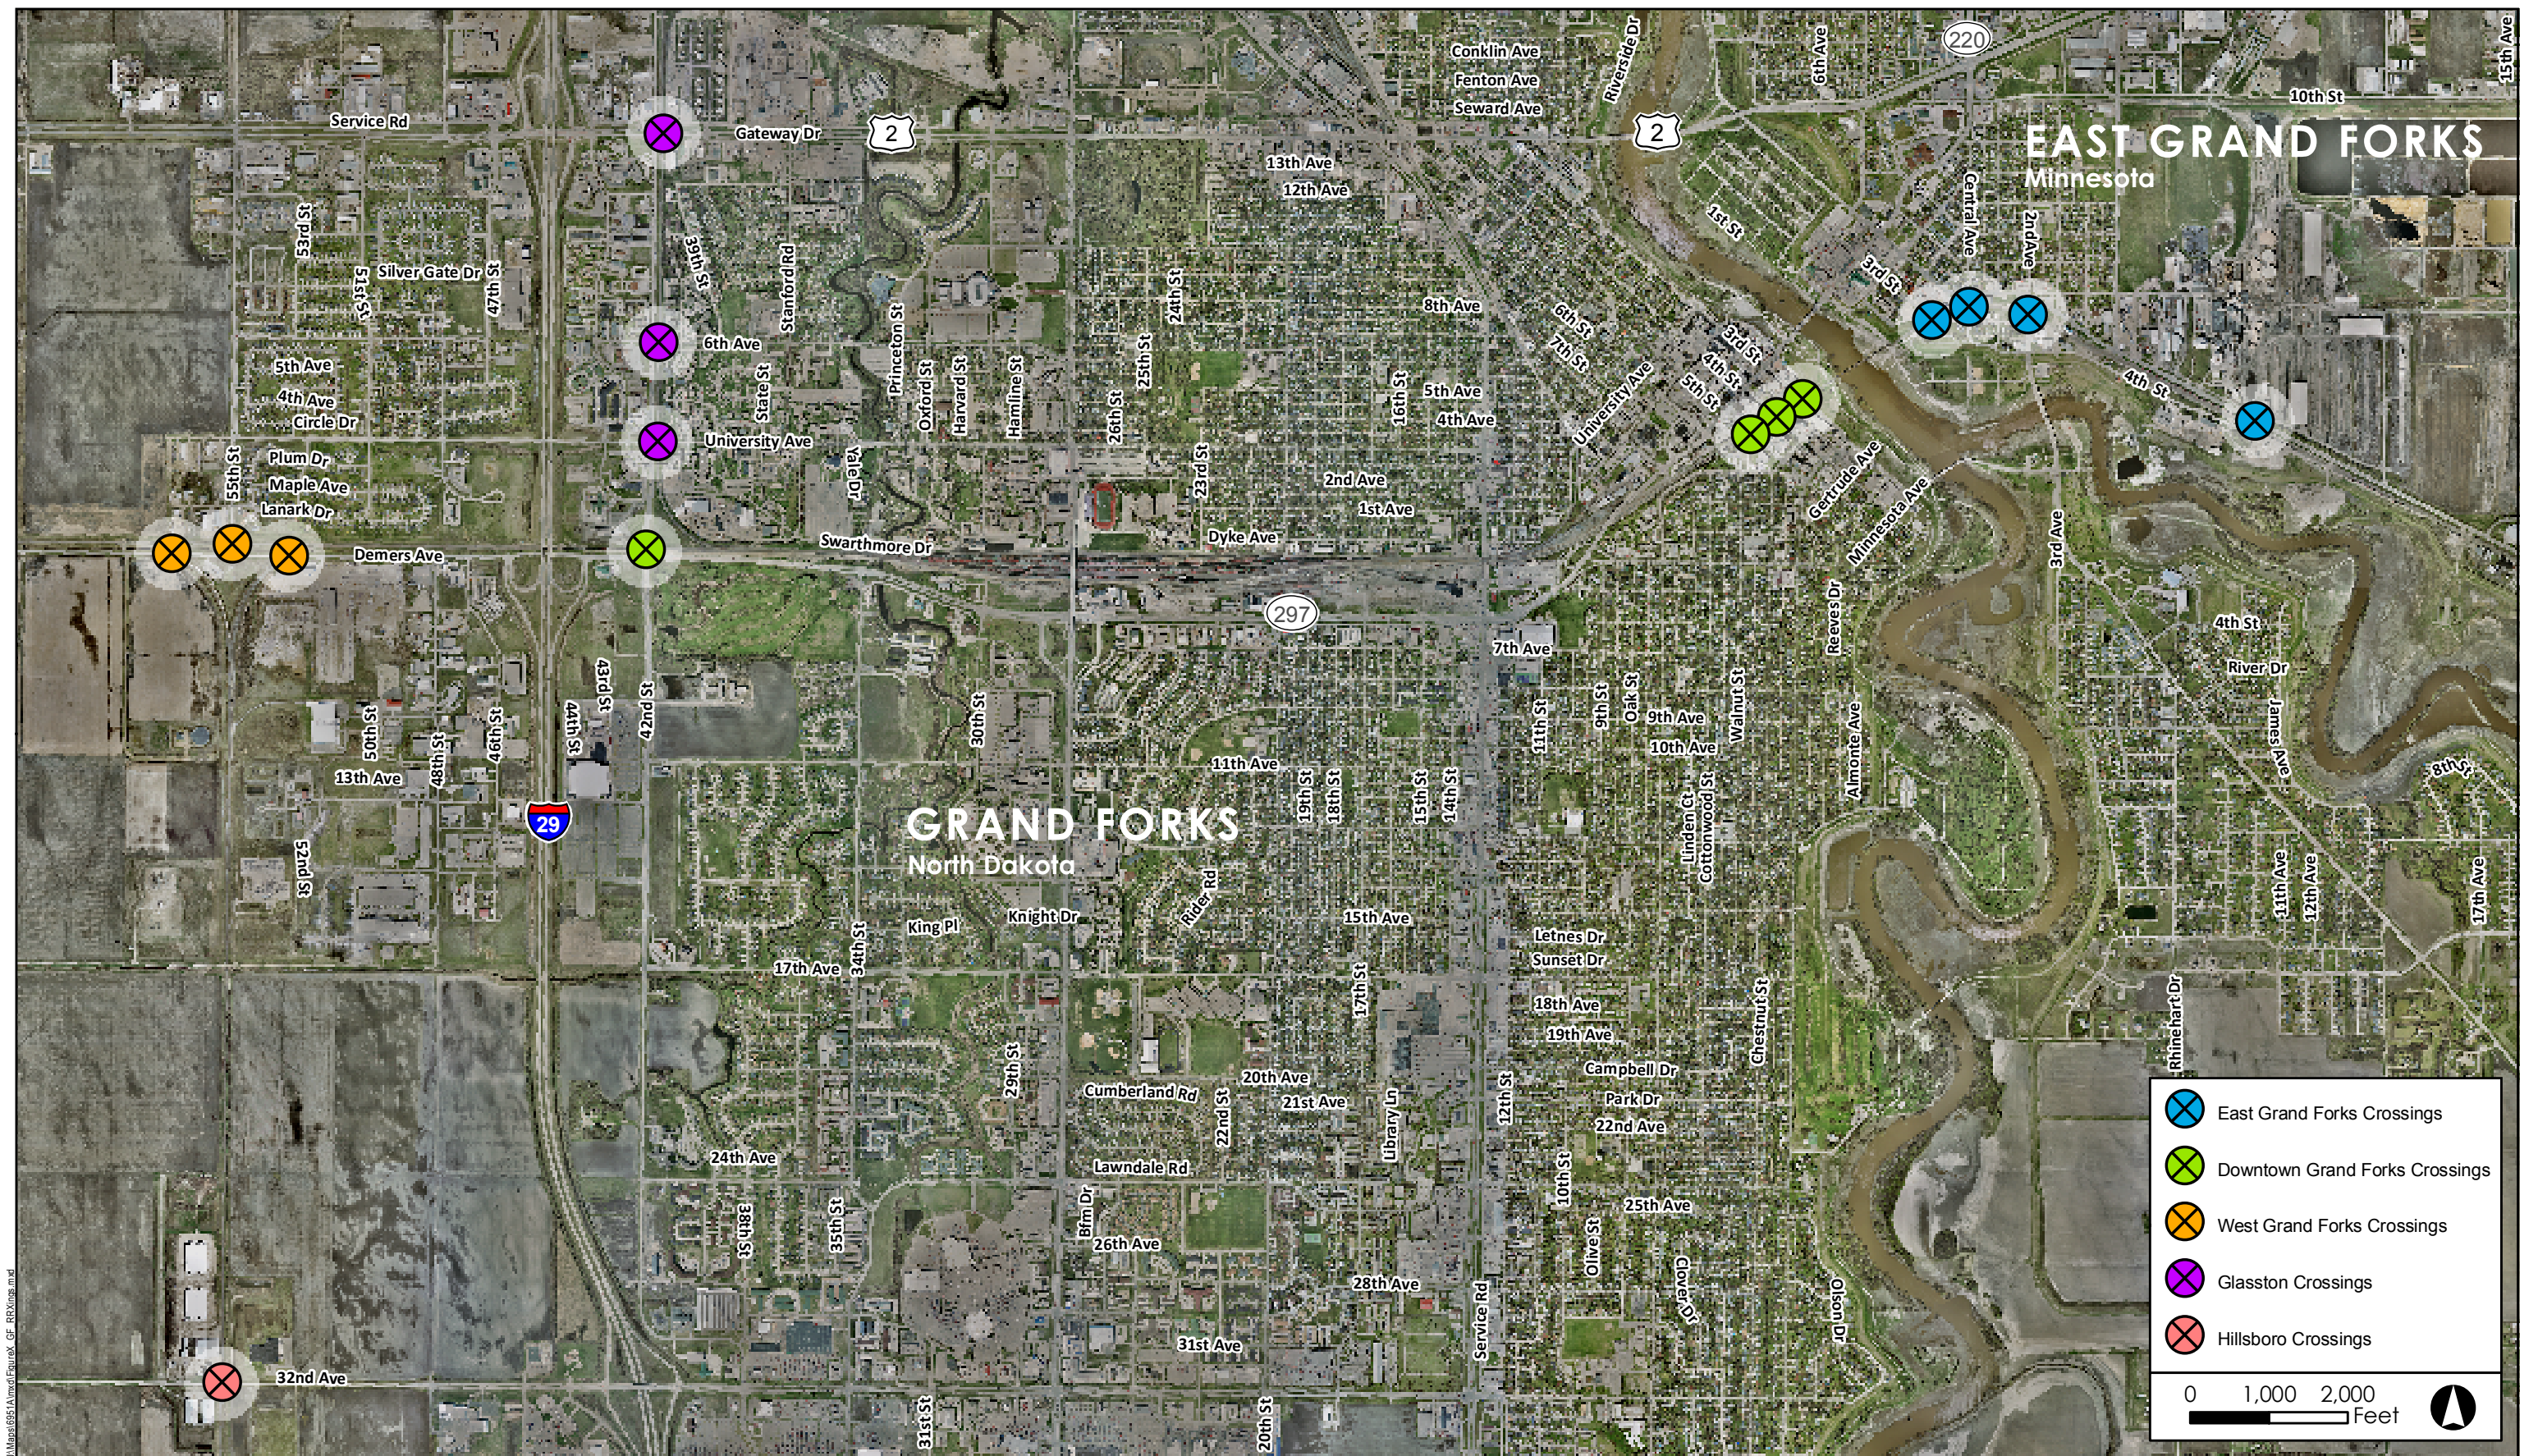 Conklin Ave
Fenton Ave
Seward Ave
Riverside Dr
6th Ave
220
15th Ave
10th St
Service Rd
Gateway Dr
2
2
EAST GRAND FORKS
Minnesota
13th Ave
12th Ave
1st St
Central Ave
2nd Ave
3rd St
53rd St
51st St
Silver Gate Dr
47th St
39th St
Stanford Rd
24th St
8th Ave
6th St
7th St
3rd St
4th St
5th St
University Ave
6th Ave
Princeton St
5th Ave
4th Ave
Circle Dr
State St
Oxford St
Harvard St
Hamline St
25th St
26th St
16th St
5th Ave
4th Ave
4th St
University Ave
Plum Dr
Maple Ave
Lanark Dr
55th St
Yale Dr
23rd St
2nd Ave
1st Ave
Gertrude Ave
Minnesota Ave
3rd Ave
Demers Ave
Swarthmore Dr
Dyke Ave
297
7th Ave
Reeves Dr
4th St
River Dr
James Ave
8th St
43rd St
44th St
42nd St
50th St
48th St
46th St
13th Ave
30th St
11th St
9th St
Oak St
9th Ave
10th Ave
Walnut St
Almonte Ave
11th Ave
19th St
18th St
15th St
14th St
Linden Ct
Cottonwood St
29
GRAND FORKS
North Dakota
52nd St
34th St
King Pl
Knight Dr
Rider Rd
15th Ave
17th Ave
17th St
Letnes Dr
Sunset Dr
18th Ave
19th Ave
Chestnut St
11th Ave
12th Ave
17th Ave
Rhinehart Dr
29th St
Cumberland Rd
20th Ave
21st Ave
22nd St
Library Ln
12th St
Campbell Dr
Park Dr
22nd Ave
24th Ave
Lawndale Rd
10th St
38th St
35th St
Bfm Dr
26th Ave
25th Ave
Olive St
Clover Dr
Olson Dr
28th Ave
31st Ave
Service Rd
32nd Ave
31st St
20th St
East Grand Forks Crossings
Downtown Grand Forks Crossings
West Grand Forks Crossings
Glasston Crossings
Hillsboro Crossings
0 1,000 2,000
Feet